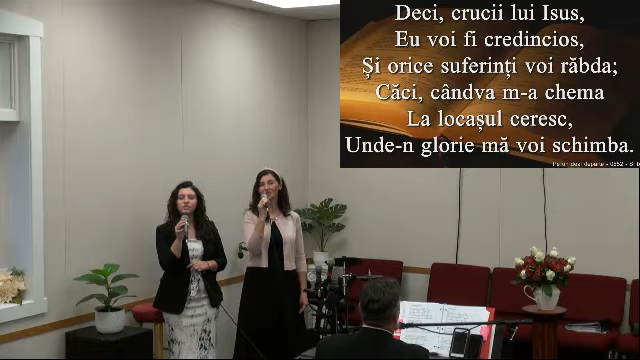 Deci, crucii lui Isus,
Eu voi fi credincios,
Și orice suferinți voi răbda;
Căci, cândva m-a chema
La locașul ceresc,
Unde-n glorie mă voi schimba.